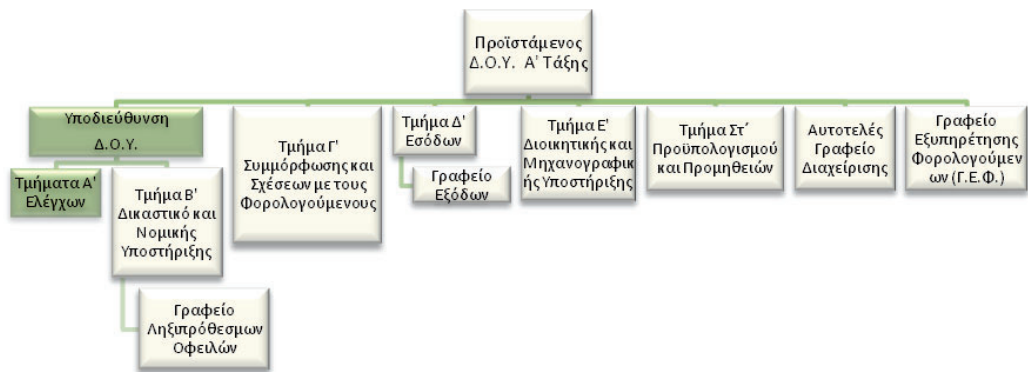 Προϊστάμενος
Δ.Ο.Υ. Α' Τάξης
Υποδιεύθυνση
Δ.Ο.Υ.
Τμήματα Α'
Ελέγχων
Τμήμα Β'
Δικαστικό και
Νομικής
Υποστήριξης
Γραφείο
Ληξιπρόθεσμων
Οφειλών
Τμήμα Γ'
Συμμόρφωσης και
Σχέσεων με τους
Φορολογούμενους
Τμήμα Δ'
Εσόδων
Γραφείο
Εξόδων
Τμήμα Ε'
Διοικητικής και
Μηχανογραφικ
ής Υποστήριξης
Τμήμα Στ΄
Προϋπολογισμού
και Προμηθειών
Αυτοτελές
Γραφείο
Διαχείρισης
Γραφείο
Εξυπηρέτησης
Φορολογούμεν
ων (Γ.Ε.Φ.)